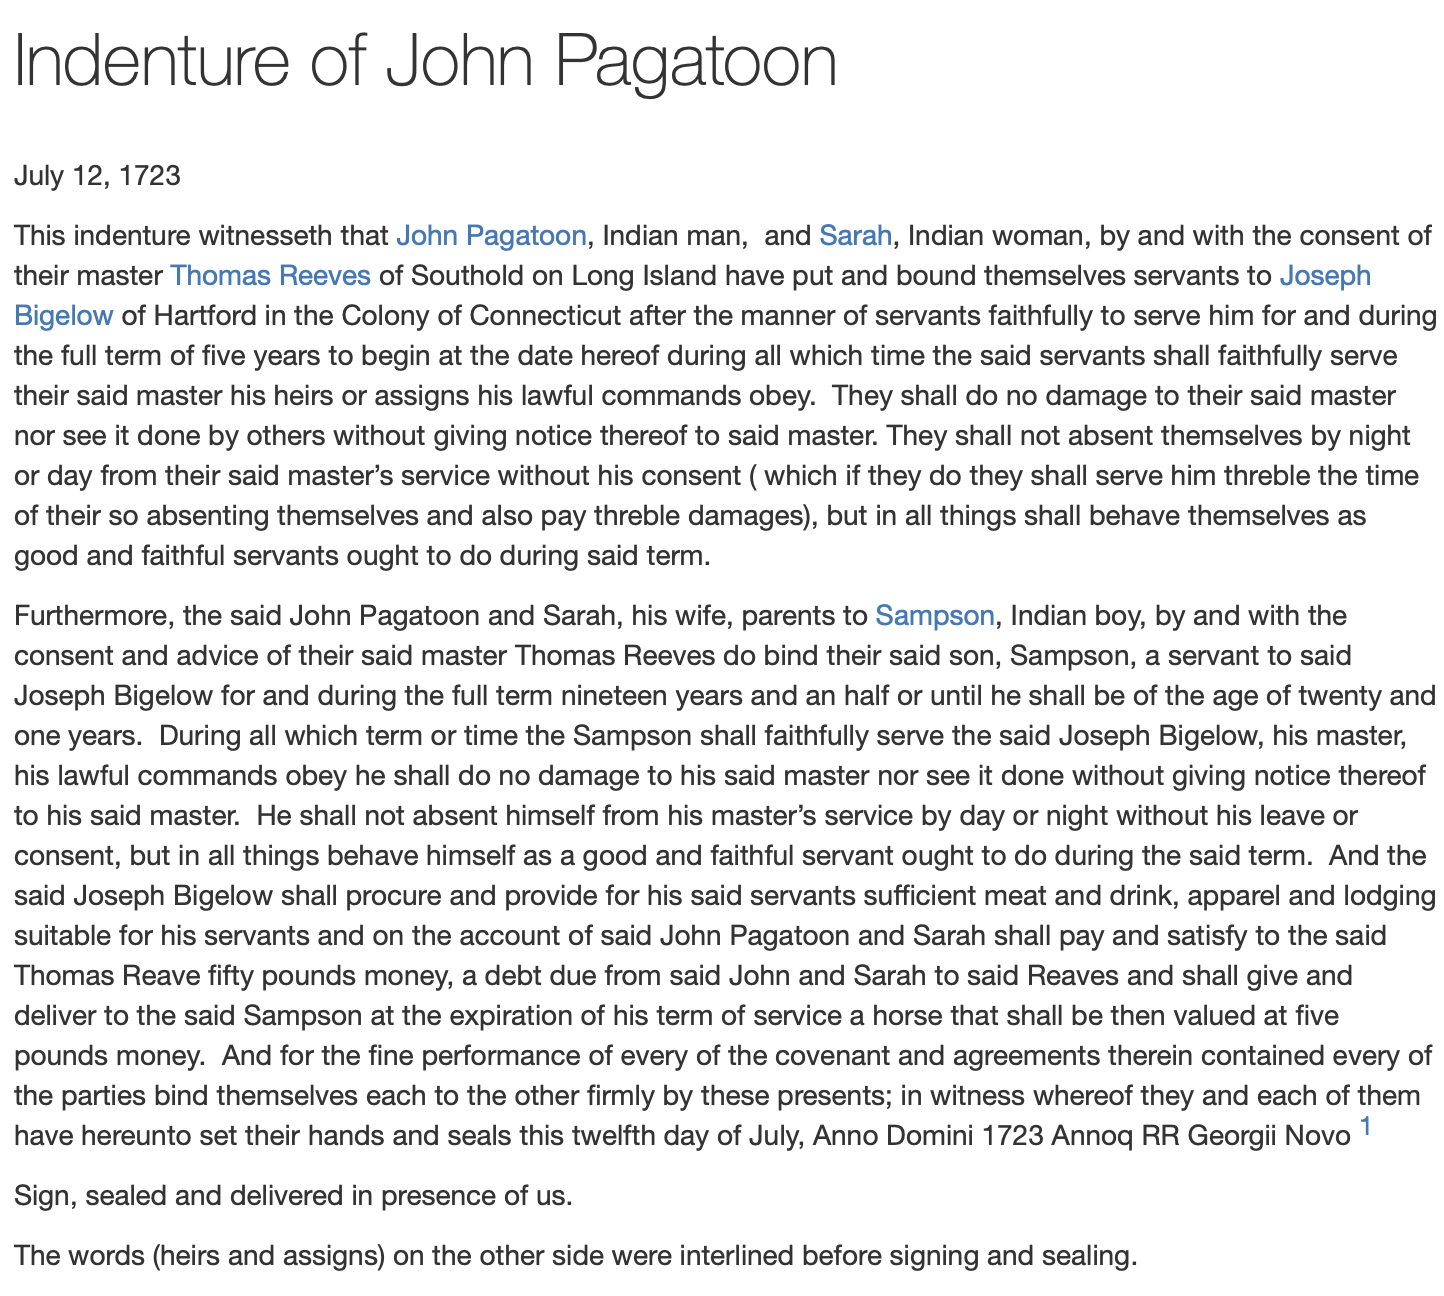 Indenture of John Pagatoon
July 12, 1723
This indenture witnesseth that John Pagatoon, Indian man,  and Sarah, Indian woman, by and with the consent of
their master Thomas Reeves of Southold on Long Island have put and bound themselves servants to Joseph
Bigelow of Hartford in the Colony of Connecticut after the manner of servants faithfully to serve him for and during
the full term of five years to begin at the date hereof during all which time the said servants shall faithfully serve
their said master his heirs or assigns his lawful commands obey.  They shall do no damage to their said master
nor see it done by others without giving notice thereof to said master. They shall not absent themselves by night
or day from their said master’s service without his consent ( which if they do they shall serve him threble the time
of their so absenting themselves and also pay threble damages), but in all things shall behave themselves as
good and faithful servants ought to do during said term.
Furthermore, the said John Pagatoon and Sarah, his wife, parents to Sampson, Indian boy, by and with the
consent and advice of their said master Thomas Reeves do bind their said son, Sampson, a servant to said
Joseph Bigelow for and during the full term nineteen years and an half or until he shall be of the age of twenty and
one years.  During all which term or time the Sampson shall faithfully serve the said Joseph Bigelow, his master,
his lawful commands obey he shall do no damage to his said master nor see it done without giving notice thereof
to his said master.  He shall not absent himself from his master’s service by day or night without his leave or
consent, but in all things behave himself as a good and faithful servant ought to do during the said term.  And the
said Joseph Bigelow shall procure and provide for his said servants sufficient meat and drink, apparel and lodging
suitable for his servants and on the account of said John Pagatoon and Sarah shall pay and satisfy to the said
Thomas Reave fifty pounds money, a debt due from said John and Sarah to said Reaves and shall give and
deliver to the said Sampson at the expiration of his term of service a horse that shall be then valued at five
pounds money.  And for the fine performance of every of the covenant and agreements therein contained every of
the parties bind themselves each to the other firmly by these presents; in witness whereof they and each of them
have hereunto set their hands and seals this twelfth day of July, Anno Domini 1723 Annoq RR Georgii Novo 1
Sign, sealed and delivered in presence of us.
The words (heirs and assigns) on the other side were interlined before signing and sealing.